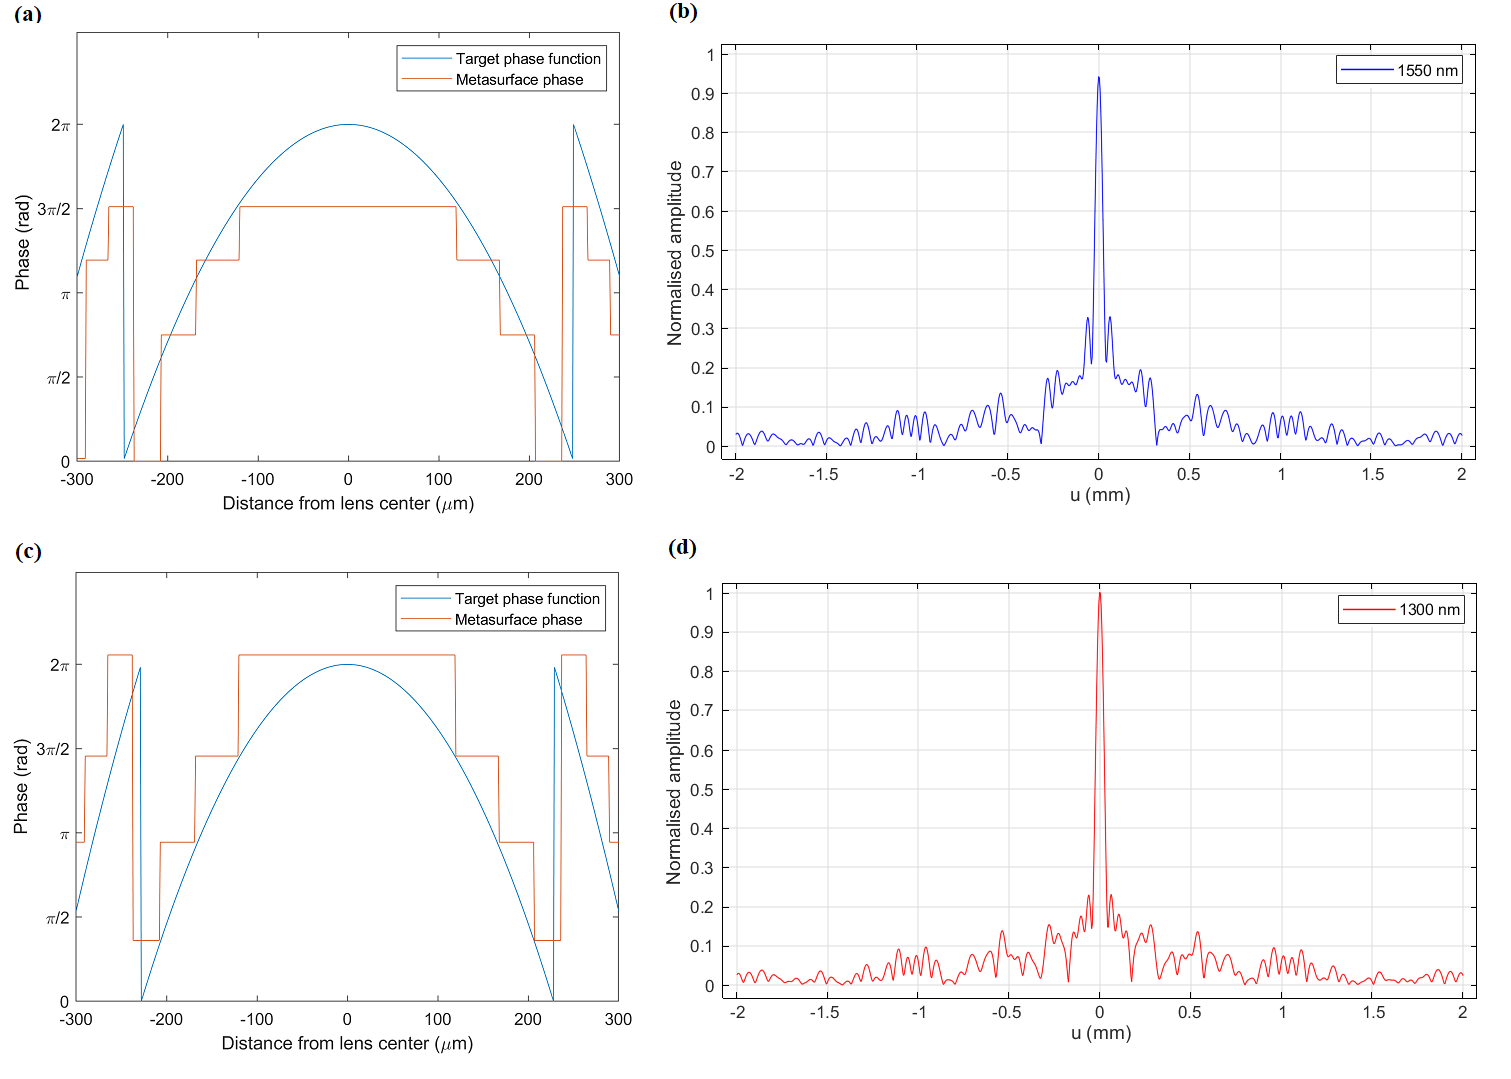 (a)
Target phase function
Metasurface phase
2π
3π/2
π
π/2
0
Phase (rad)
-300 -200 -100 0 100 200 300
Distance from lens center (μm)
(b)
1550 nm
1
0.9
0.8
0.7
0.6
0.5
0.4
0.3
0.2
0.1
0
Normalised amplitude
-2 -1.5 -1 -0.5 0 0.5 1 1.5 2
u (mm)
(c)
Target phase function
Metasurface phase
2π
3π/2
π
π/2
0
Phase (rad)
-300 -200 -100 0 100 200 300
Distance from lens center (μm)
(d)
1300 nm
1
0.9
0.8
0.7
0.6
0.5
0.4
0.3
0.2
0.1
0
Normalised amplitude
-2 -1.5 -1 -0.5 0 0.5 1 1.5 2
u (mm)